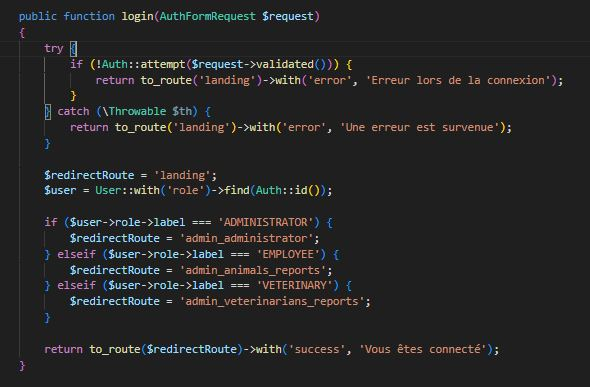 public function login(AuthFormRequest $request)
{
    try {
        if (!Auth::attempt($request->validated())) {
            return to_route('landing')->with('error', 'Erreur lors de la connexion');
        }
    } catch (\Throwable $th) {
        return to_route('landing')->with('error', 'Une erreur est survenue');
    }

    $redirectRoute = 'landing';
    $user = User::with('role')->find(Auth::id());

    if ($user->role->label === 'ADMINISTRATOR') {
        $redirectRoute = 'admin_administrator';
    } elseif ($user->role->label === 'EMPLOYEE') {
        $redirectRoute = 'admin_animals_reports';
    } elseif ($user->role->label === 'VETERINARY') {
        $redirectRoute = 'admin_veterinarians_reports';
    }

    return to_route($redirectRoute)->with('success', 'Vous êtes connecté');
}